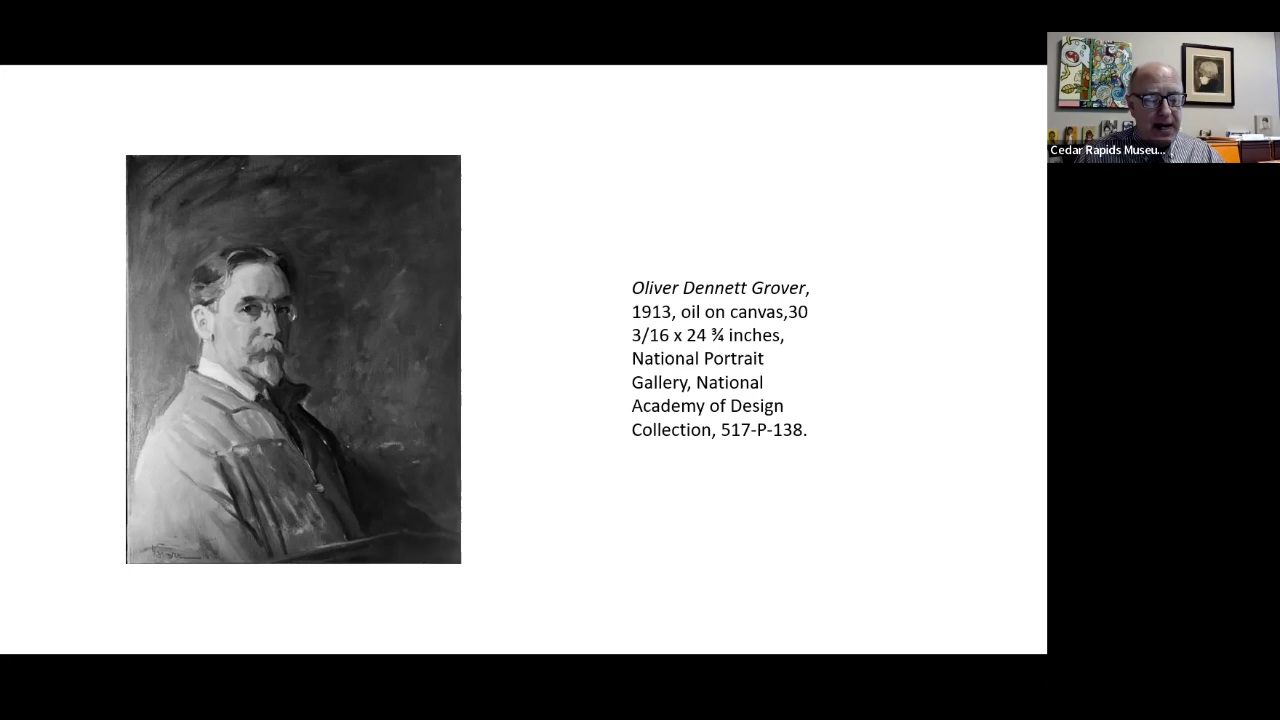 Oliver Dennett Grover,
1913, oil on canvas,30
3/16 x 24 ¾ inches,
National Portrait
Gallery, National
Academy of Design
Collection, 517-P-138.
Cedar Rapids Museu...